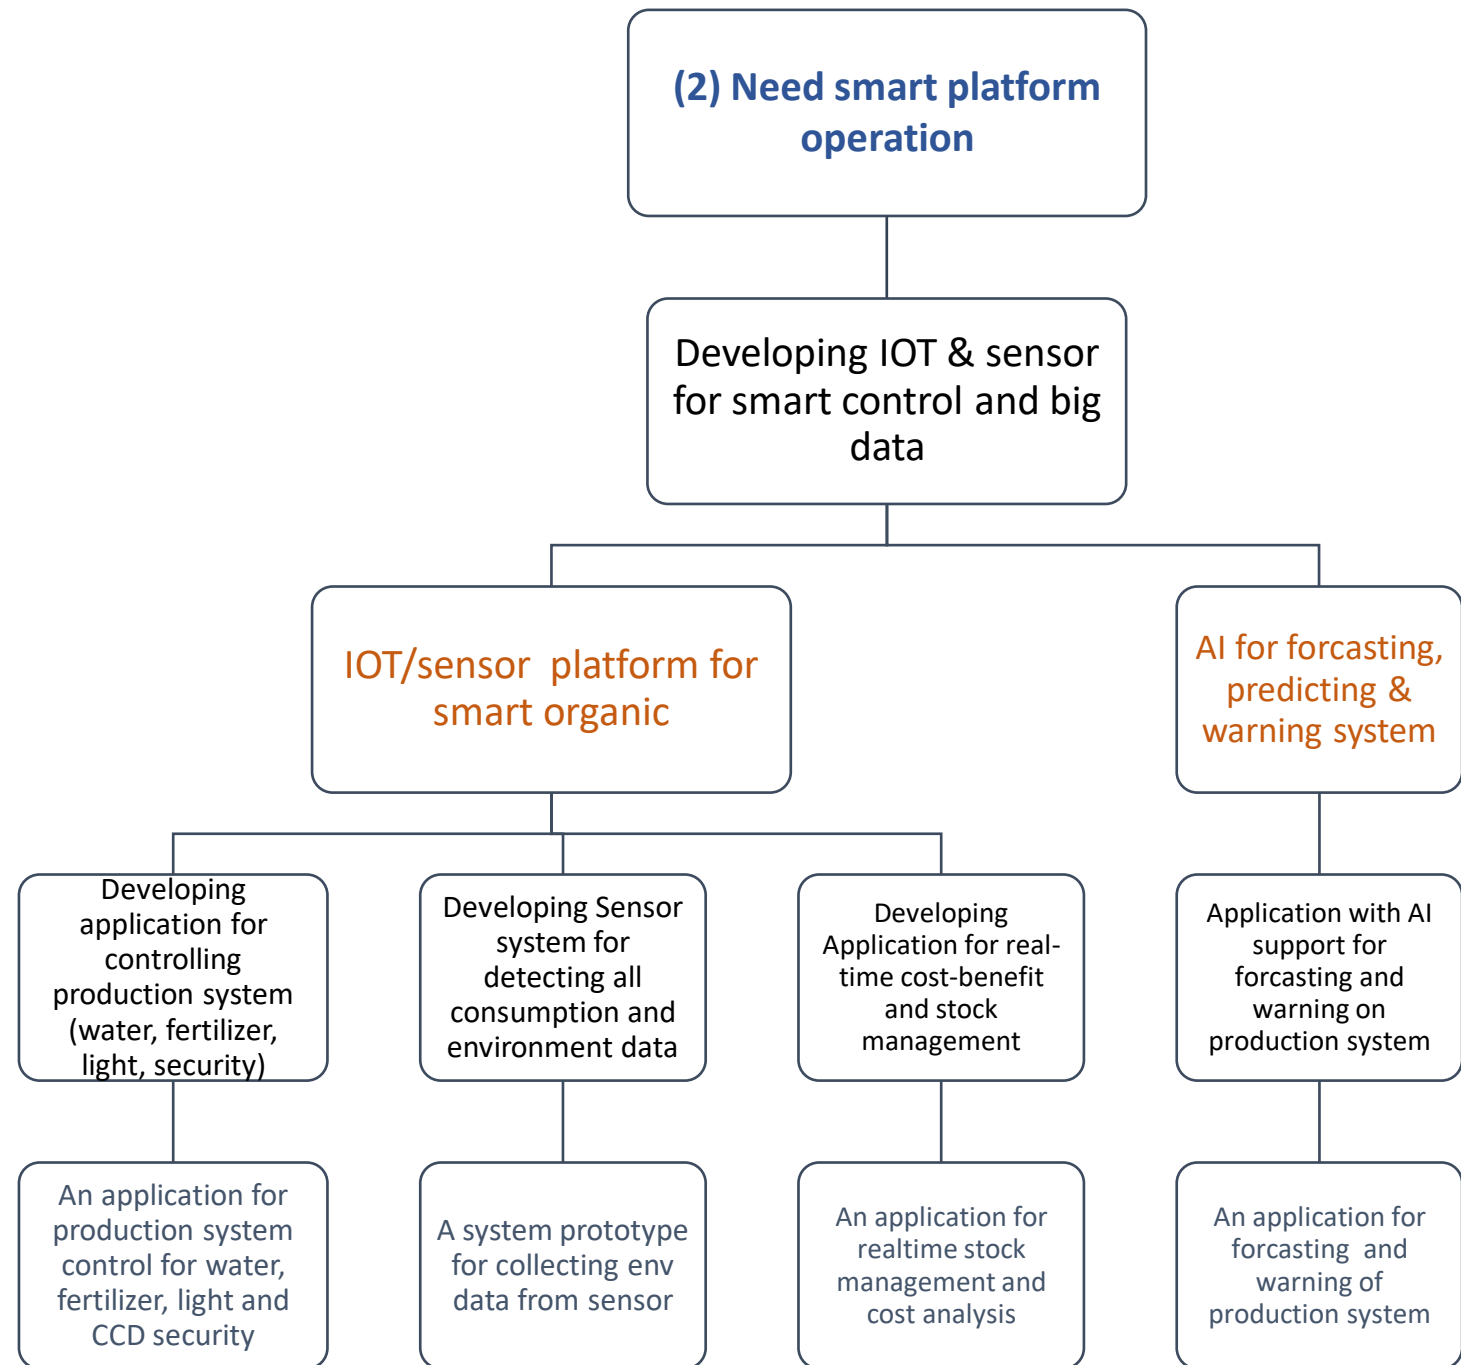 (2) Need smart platform
operation
Developing IOT & sensor
for smart control and big
data
IOT/sensor platform for
smart organic
AI for forcasting,
predicting &
warning system
Developing
application for
controlling
production system
(water, fertilizer,
light, security)
Developing Sensor
system for
detecting all
consumption and
environment data
Developing
Application for real-
time cost-benefit
and stock
management
Application with AI
support for
forcasting and
warning on
production system
An application for
production system
control for water,
fertilizer, light and
CCD security
A system prototype
for collecting env
data from sensor
An application for
realtime stock
management and
cost analysis
An application for
forcasting and
warning of
production system